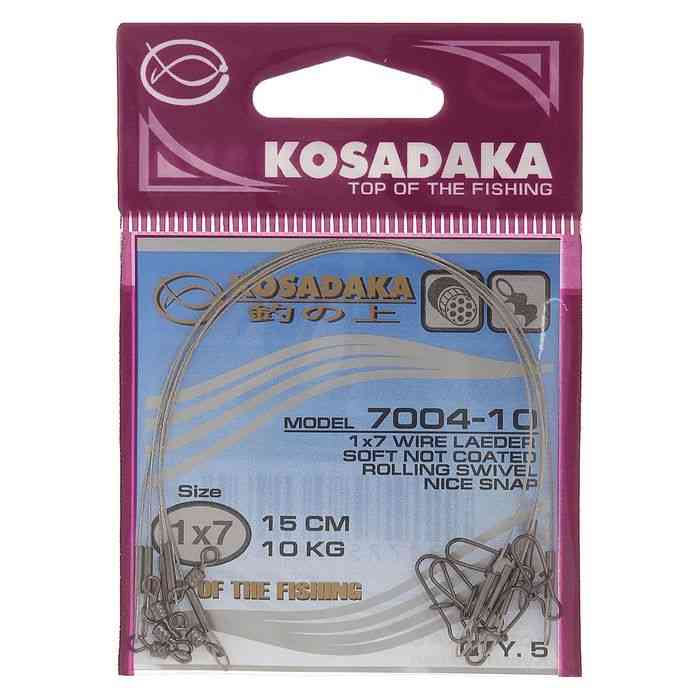 KOSADAKA
TOP OF THE FISHING
KOSADAKA
釣の上
MODEL 7004-10
1x7 WIRE LAEDER
SOFT NOT COATED
ROLLING SWIVEL
NICE SNAP
Size
1x7
15 CM
10 KG
OF THE FISHING
QTY. 5